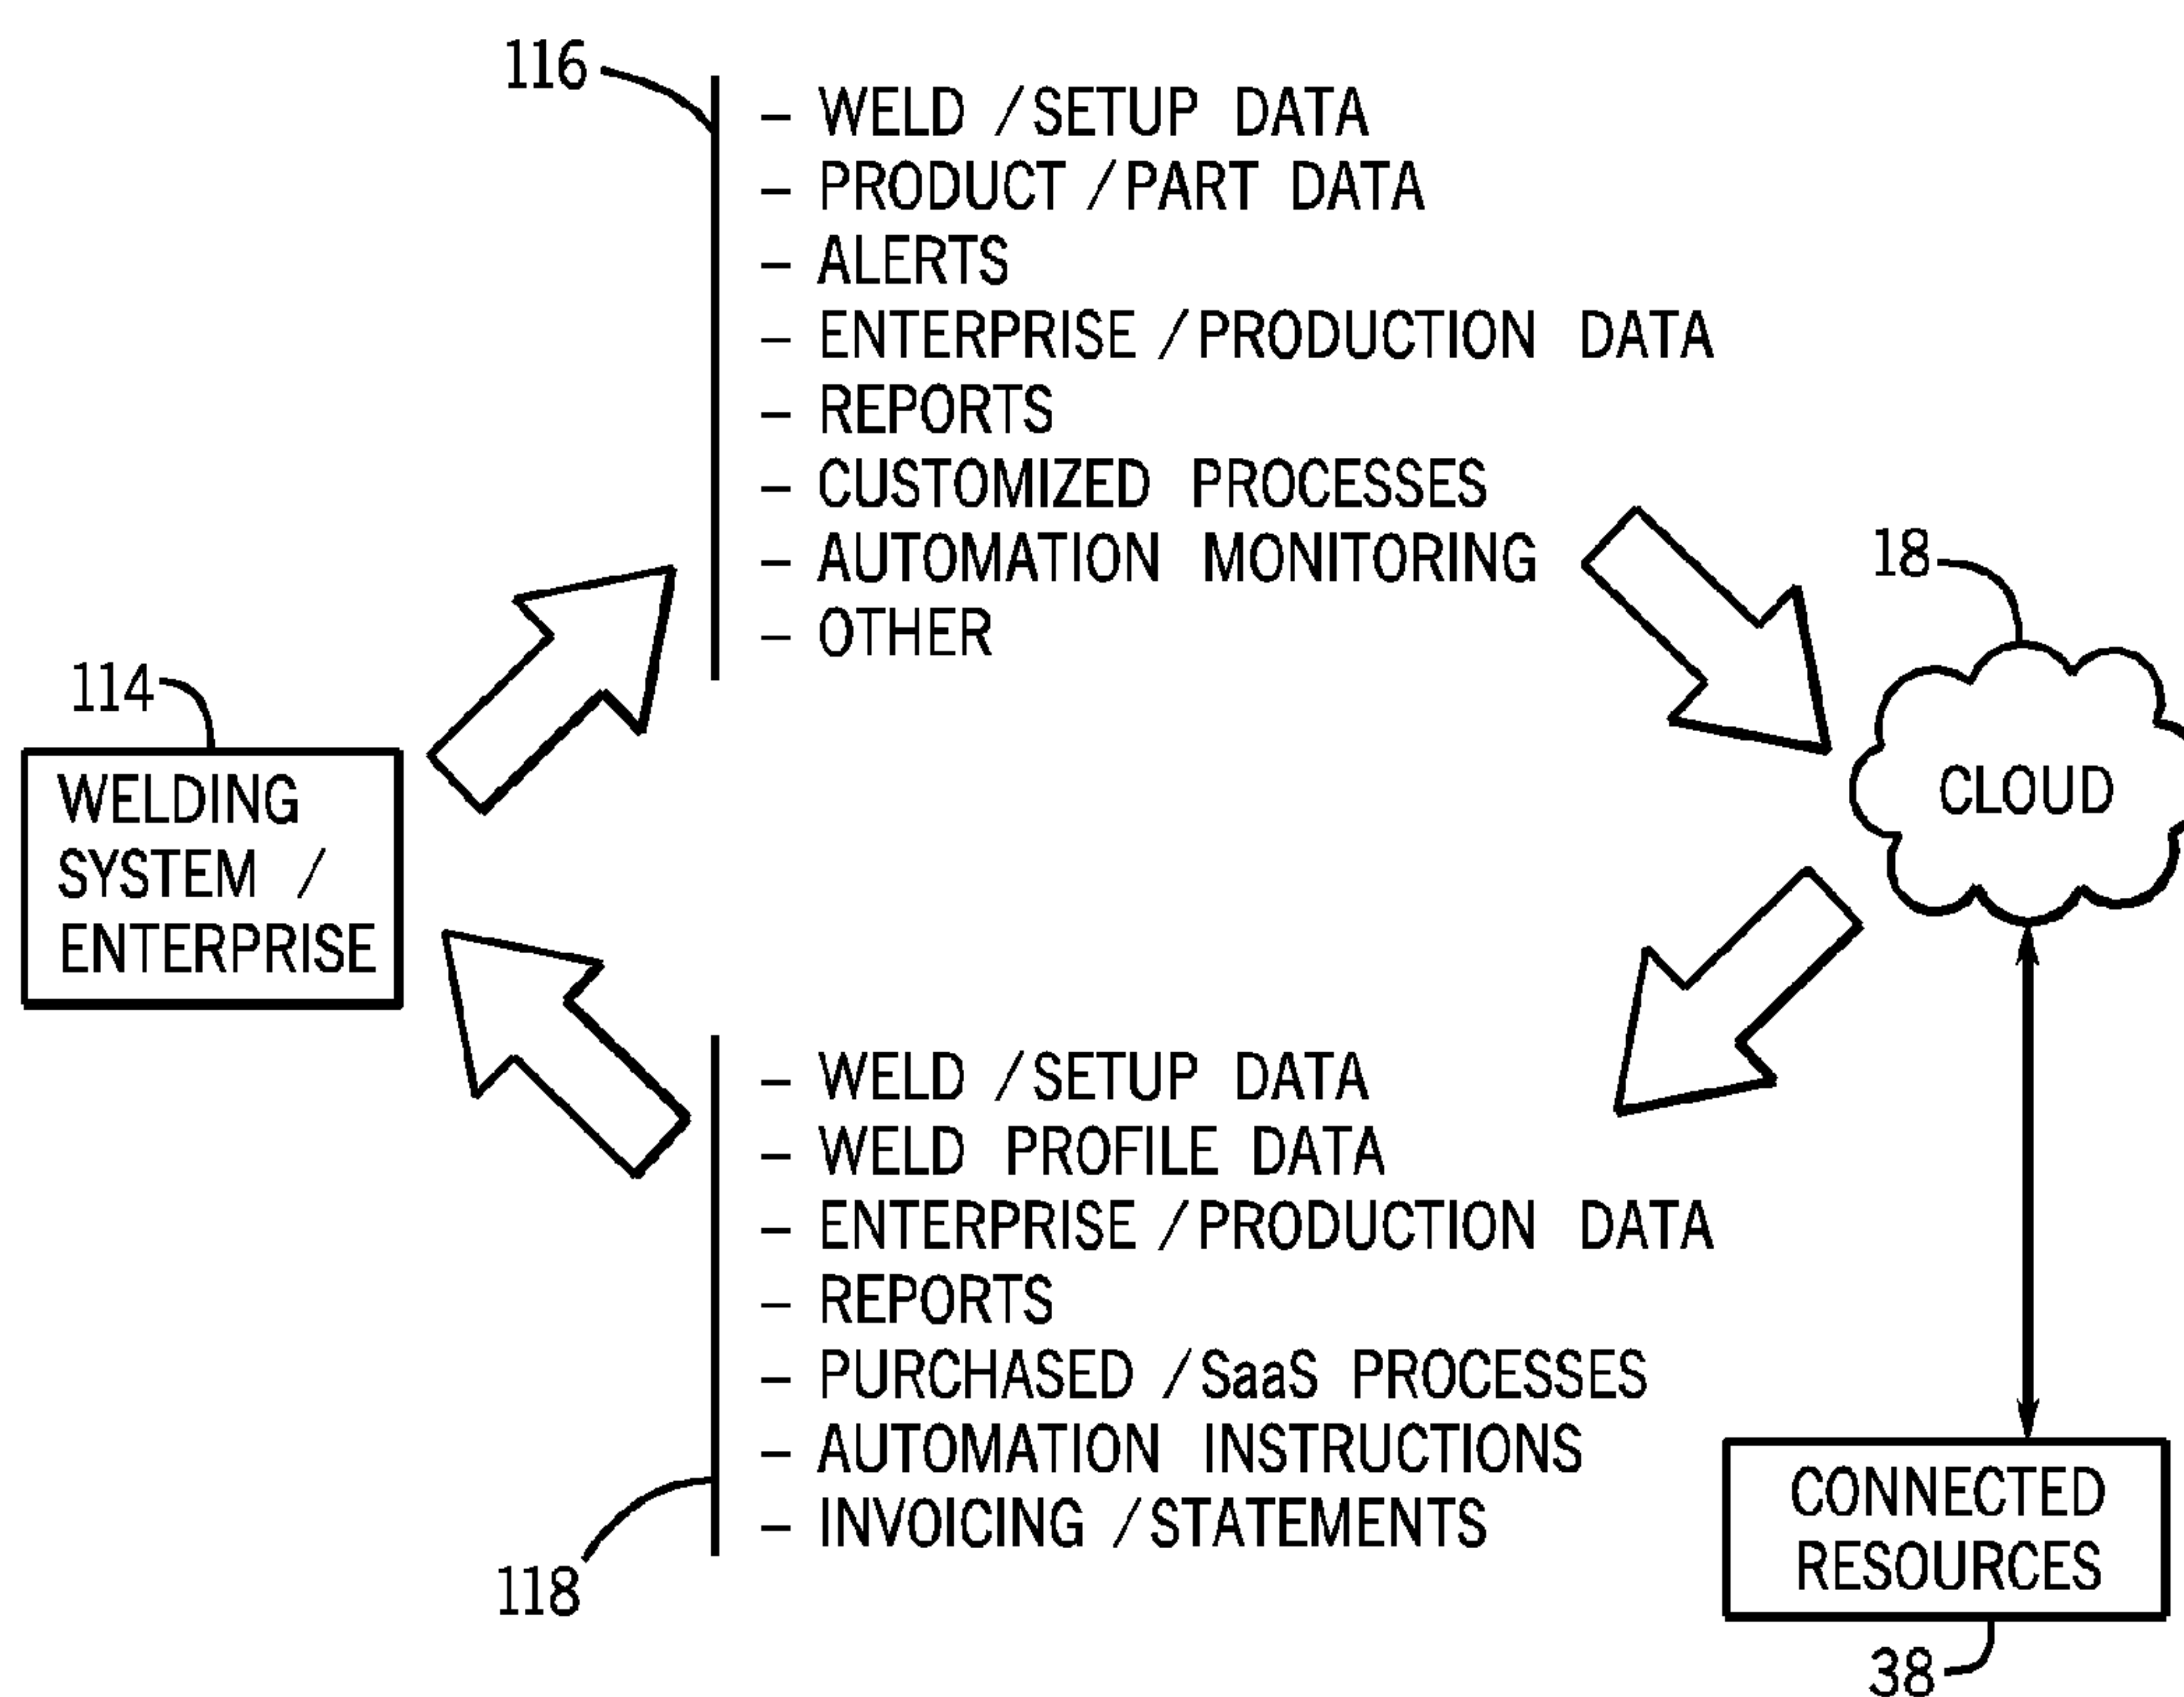 116
- WELD /SETUP DATA
- PRODUCT /PART DATA
- ALERTS
- ENTERPRISE /PRODUCTION DATA
- REPORTS
- CUSTOMIZED PROCESSES
- AUTOMATION MONITORING
- OTHER
18
CLOUD
114
WELDING
SYSTEM /
ENTERPRISE
- WELD /SETUP DATA
- WELD PROFILE DATA
- ENTERPRISE /PRODUCTION DATA
- REPORTS
- PURCHASED /SaaS PROCESSES
- AUTOMATION INSTRUCTIONS
- INVOICING /STATEMENTS
118
CONNECTED
RESOURCES
38